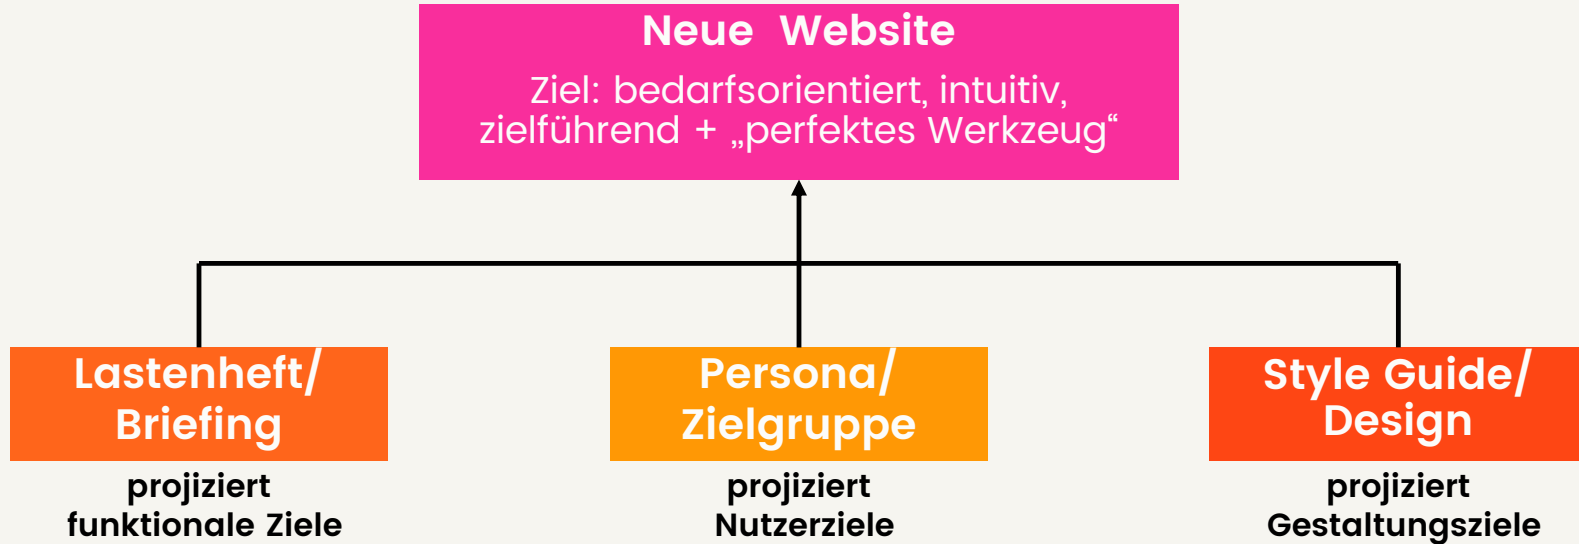 Neue Website
Ziel: bedarfsorientiert, intuitiv,
zielführend + „perfektes Werkzeug“
Lastenheft/
Briefing
projiziert
funktionale Ziele
Persona/
Zielgruppe
projiziert
Nutzerziele
Style Guide/
Design
projiziert
Gestaltungsziele